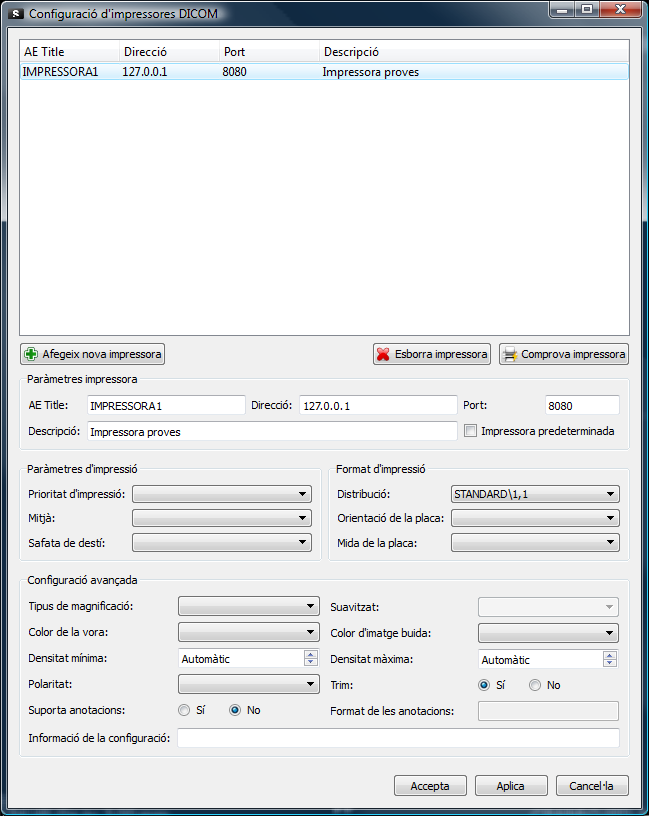 Configuració d'impressores DICOM
AE Title Direcció Port Descripció
IMPRESSORA1 127.0.0.1 8080 Impressora proves
Afegeix nova impressora Esborra impressora Comprova impressora
Paràmetres impressora
AE Title: IMPRESSORA1 Direcció: 127.0.0.1 Port: 8080
Descripció: Impressora proves Impressora predeterminada
Paràmetres d'impressió Format d'impressió
Prioritat d'impressió: Distribució: STANDARD\1,1
Mitjà: Orientació de la placa:
Safata de destí: Mida de la placa:
Configuració avançada
Tipus de magnificació: Suavitzat:
Color de la vora: Color d'imatge buida:
Densitat mínima: Automàtic Densitat màxima: Automàtic
Polaritat: Trim: Sí No
Suporta anotacions: Sí No Format de les anotacions:
Informació de la configuració:
Accepta Aplica Cancel·la